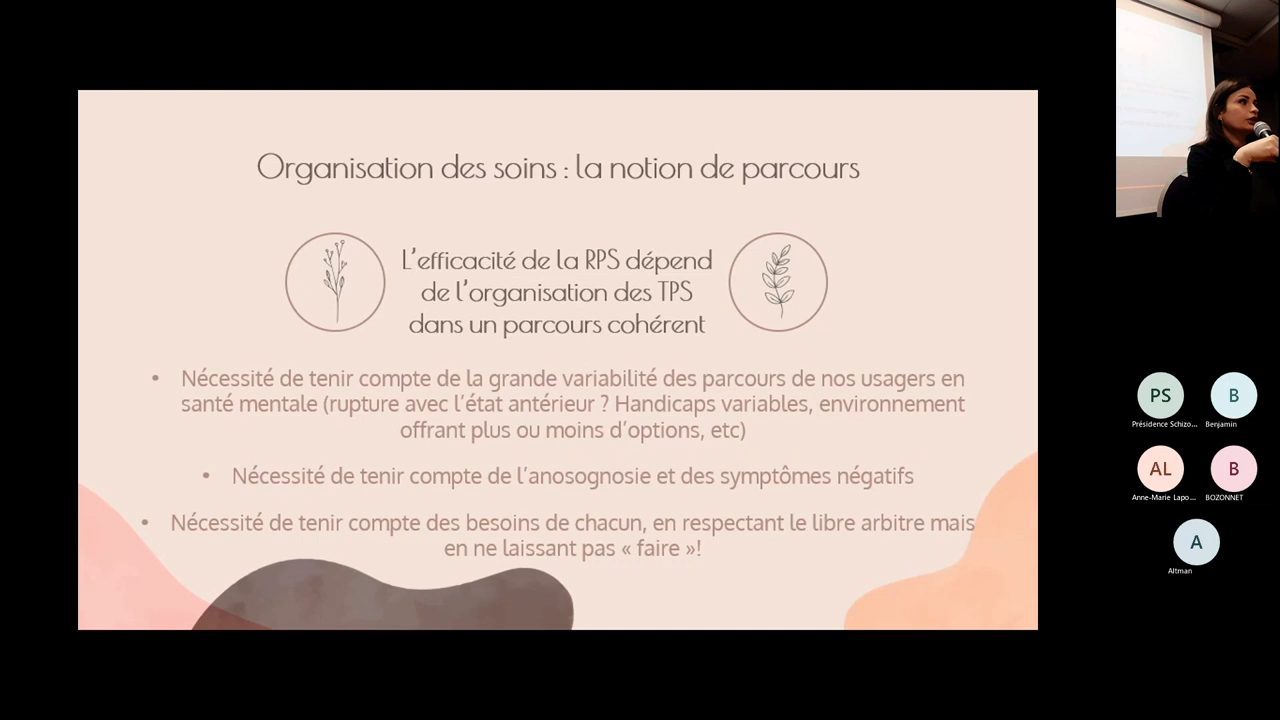 Organisation des soins : la notion de parcours
L’efficacité de la RPS dépend
de l’organisation des TPS
dans un parcours cohérent
• Nécessité de tenir compte de la grande variabilité des parcours de nos usagers en
santé mentale (rupture avec l’état antérieur ? Handicaps variables, environnement
offrant plus ou moins d’options, etc)
• Nécessité de tenir compte de l’anosognosie et des symptômes négatifs
• Nécessité de tenir compte des besoins de chacun, en respectant le libre arbitre mais
en ne laissant pas « faire »!
PS
B
Présidence Schizo...
Benjamin
AL
B
Anne-Marie Lapo...
BOZONNET
A
Altman